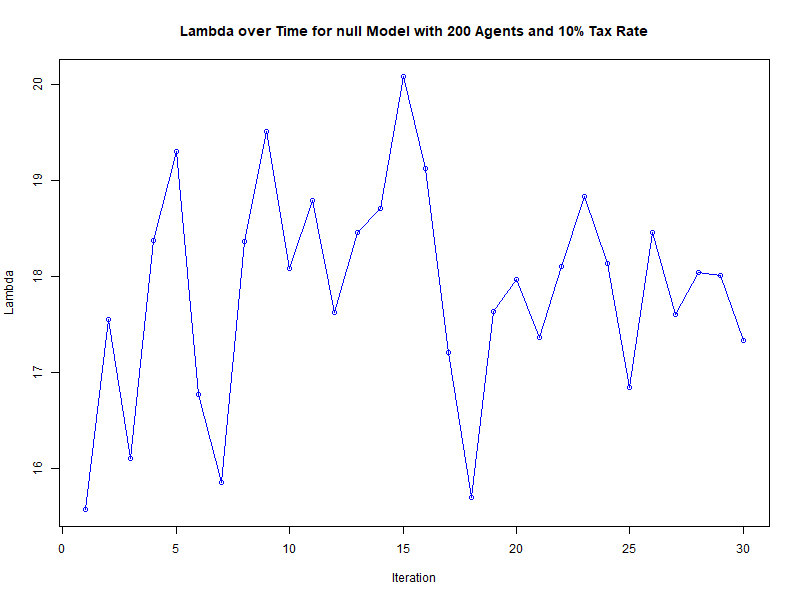 Lambda over Time for null Model with 200 Agents and 10% Tax Rate
Lambda
20
19
18
17
16
0 5 10 15 20 25 30
Iteration